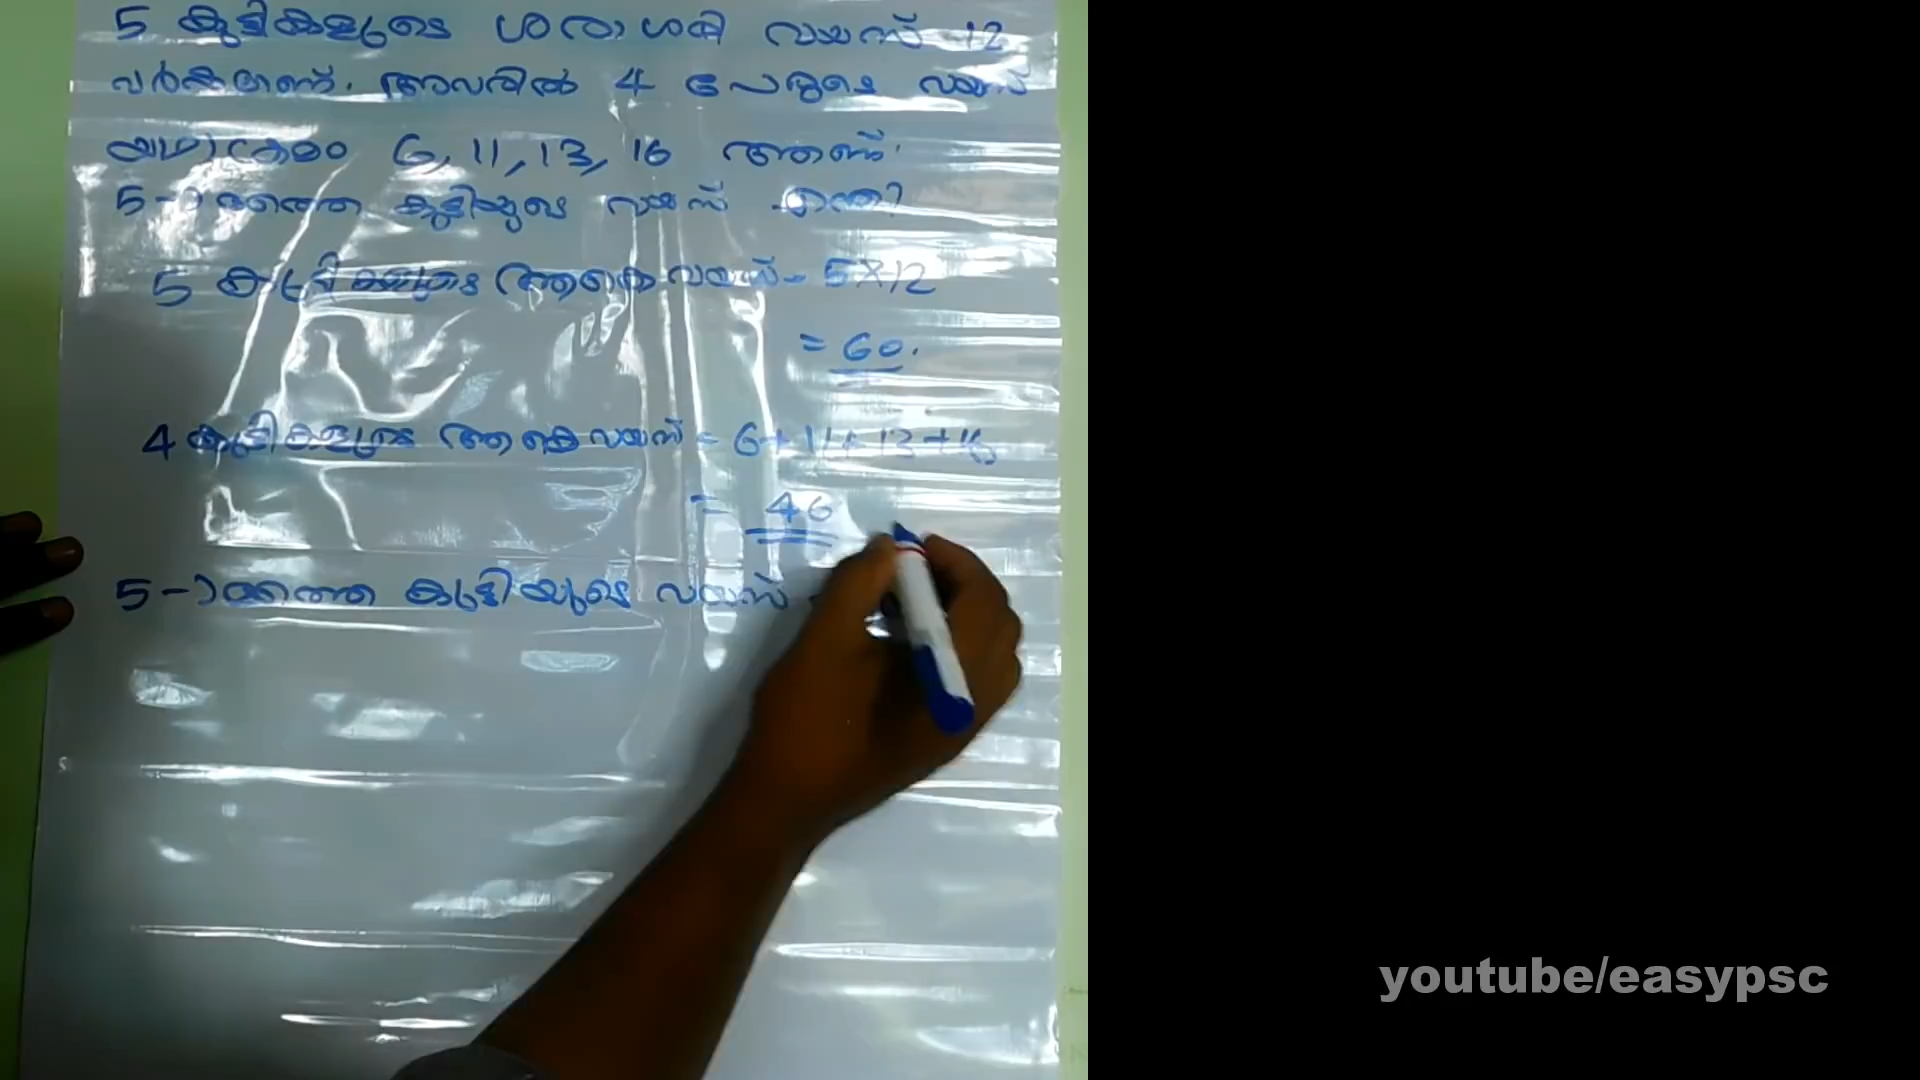 5 കുട്ടികളുടെ ശരാശരി വയസ് 12
വർഷമാണ്. അവരിൽ 4 പേരുടെ വയസ്
യഥാക്രമം 6, 11, 13, 16 ആണ്.
5-ാമത്തെ കുട്ടിയുടെ വയസ് എന്ത്?
5 കുട്ടികളുടെ ആകെ വയസ് = 5×12
= 60.
4 കുട്ടികളുടെ ആകെ വയസ് = 6+11+13+16
= 46
5-ാമത്തെ കുട്ടിയുടെ വയസ്
youtube/easypsc